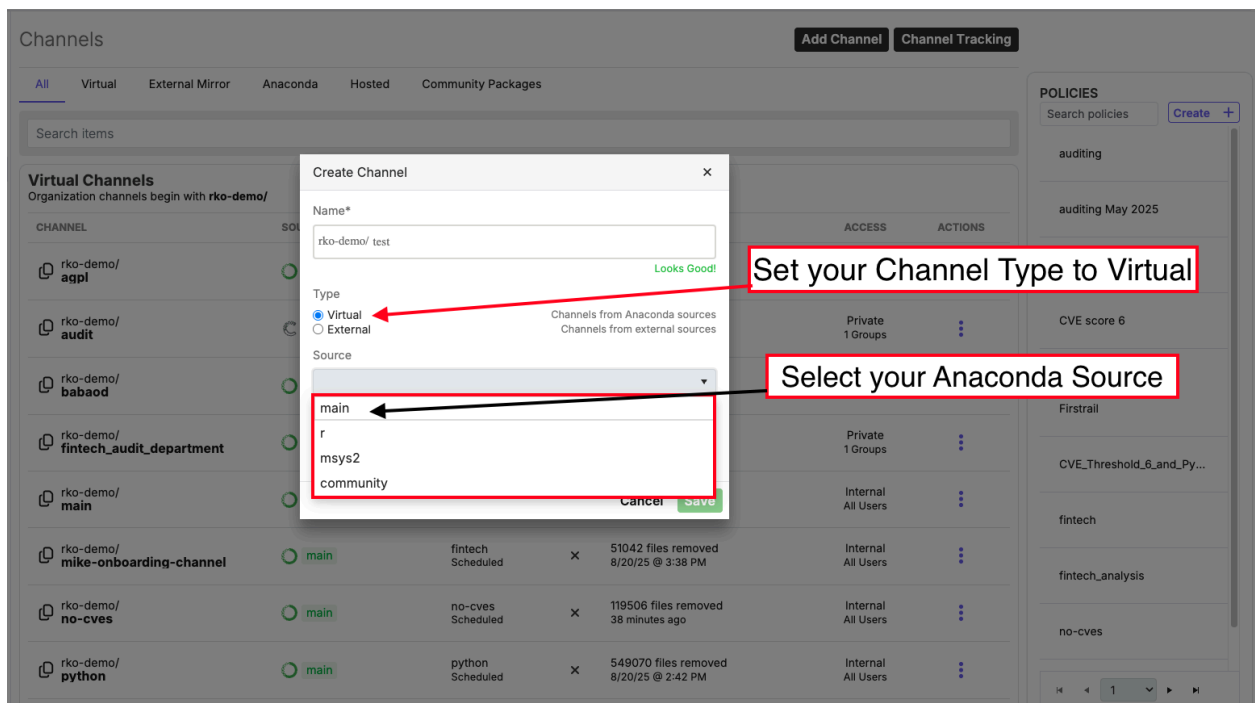 Channels
Add Channel
Channel Tracking
All
Virtual
External Mirror
Anaconda
Hosted
Community Packages
Search items
Virtual Channels
Organization channels begin with rko-demo/
CHANNEL
SOU
ACCESS
ACTIONS
rko-demo/
agpl
rko-demo/
audit
Private
1 Groups
rko-demo/
babaod
rko-demo/
fintech_audit_department
Private
1 Groups
rko-demo/
main
Internal
All Users
rko-demo/
mike-onboarding-channel
main
fintech
Scheduled
51042 files removed
8/20/25 @ 3:38 PM
Internal
All Users
rko-demo/
no-cves
main
no-cves
Scheduled
119506 files removed
38 minutes ago
Internal
All Users
rko-demo/
python
main
python
Scheduled
549070 files removed
8/20/25 @ 2:42 PM
Internal
All Users
Create Channel
Name*
rko-demo/ test
Looks Good!
Type
Virtual
Channels from Anaconda sources
External
Channels from external sources
Source
main
r
msys2
community
Cancel
Save
Set your Channel Type to Virtual
Select your Anaconda Source
POLICIES
Search policies
Create +
auditing
auditing May 2025
CVE score 6
Firstrail
CVE_Threshold_6_and_Py...
fintech
fintech_analysis
no-cves
1